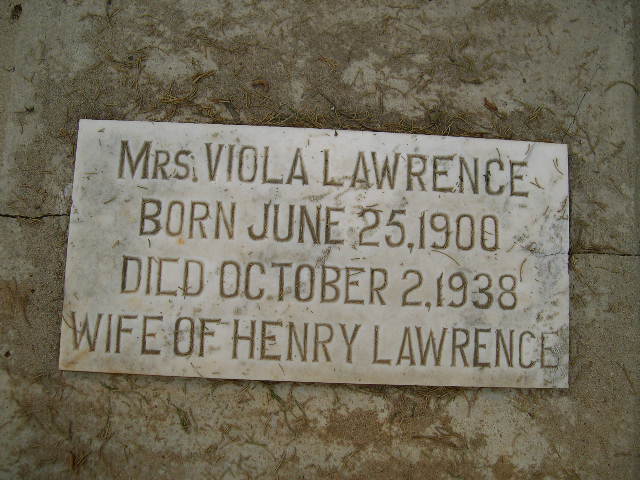 MRS. VIOLA LAWRENCE
BORN JUNE 25, 1900
DIED OCTOBER 2, 1938
WIFE OF HENRY LAWRENCE